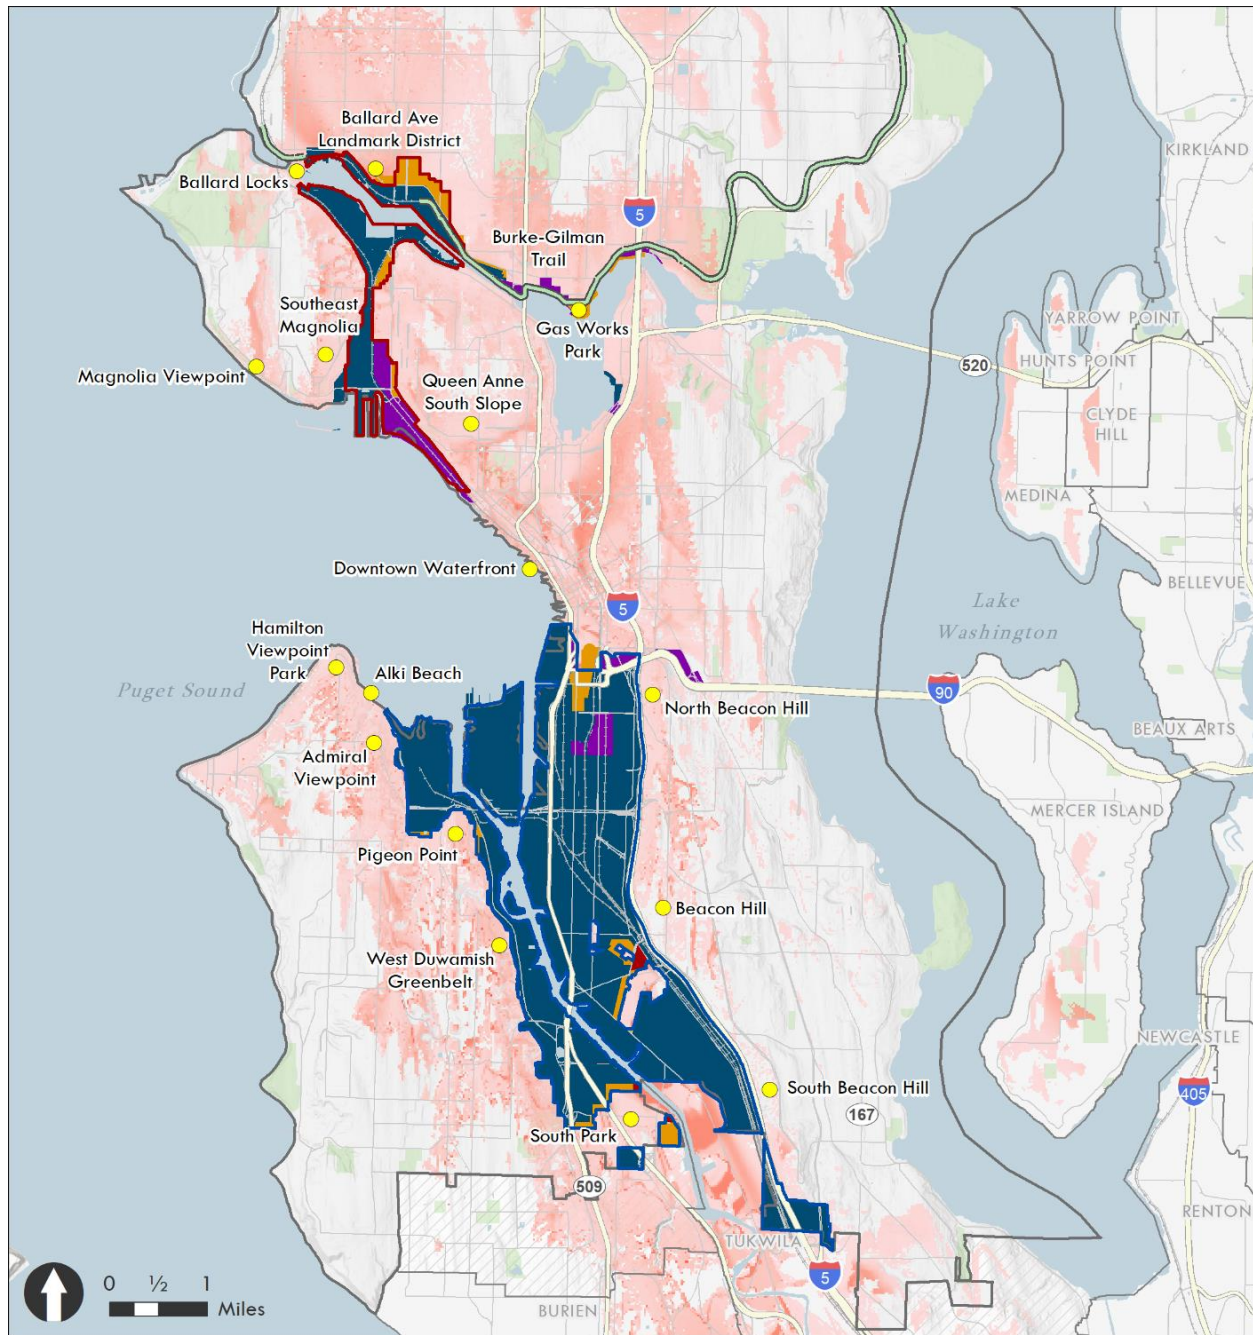 Ballard Ave
Landmark District
KIRKLAND
Ballard Locks
5
Burke-Gilman
Trail
Southeast
Magnolia
Gas Works
Park
YARROW POINT
HUNTS POINT
520
Magnolia Viewpoint
Queen Anne
South Slope
CLYDE
HILL
MEDINA
Downtown Waterfront
BELLEVUE
5
Lake
Washington
Hamilton
Viewpoint
Park
Alki Beach
Puget Sound
90
North Beacon Hill
BEAUX ARTS
Admiral
Viewpoint
MERCER ISLAND
Pigeon Point
Beacon Hill
West Duwamish
Greenbelt
NEWCASTLE
South Beacon Hill
405
167
South Park
509
RENTON
TUKWILA
5
0 ½ 1
Miles
BURIEN